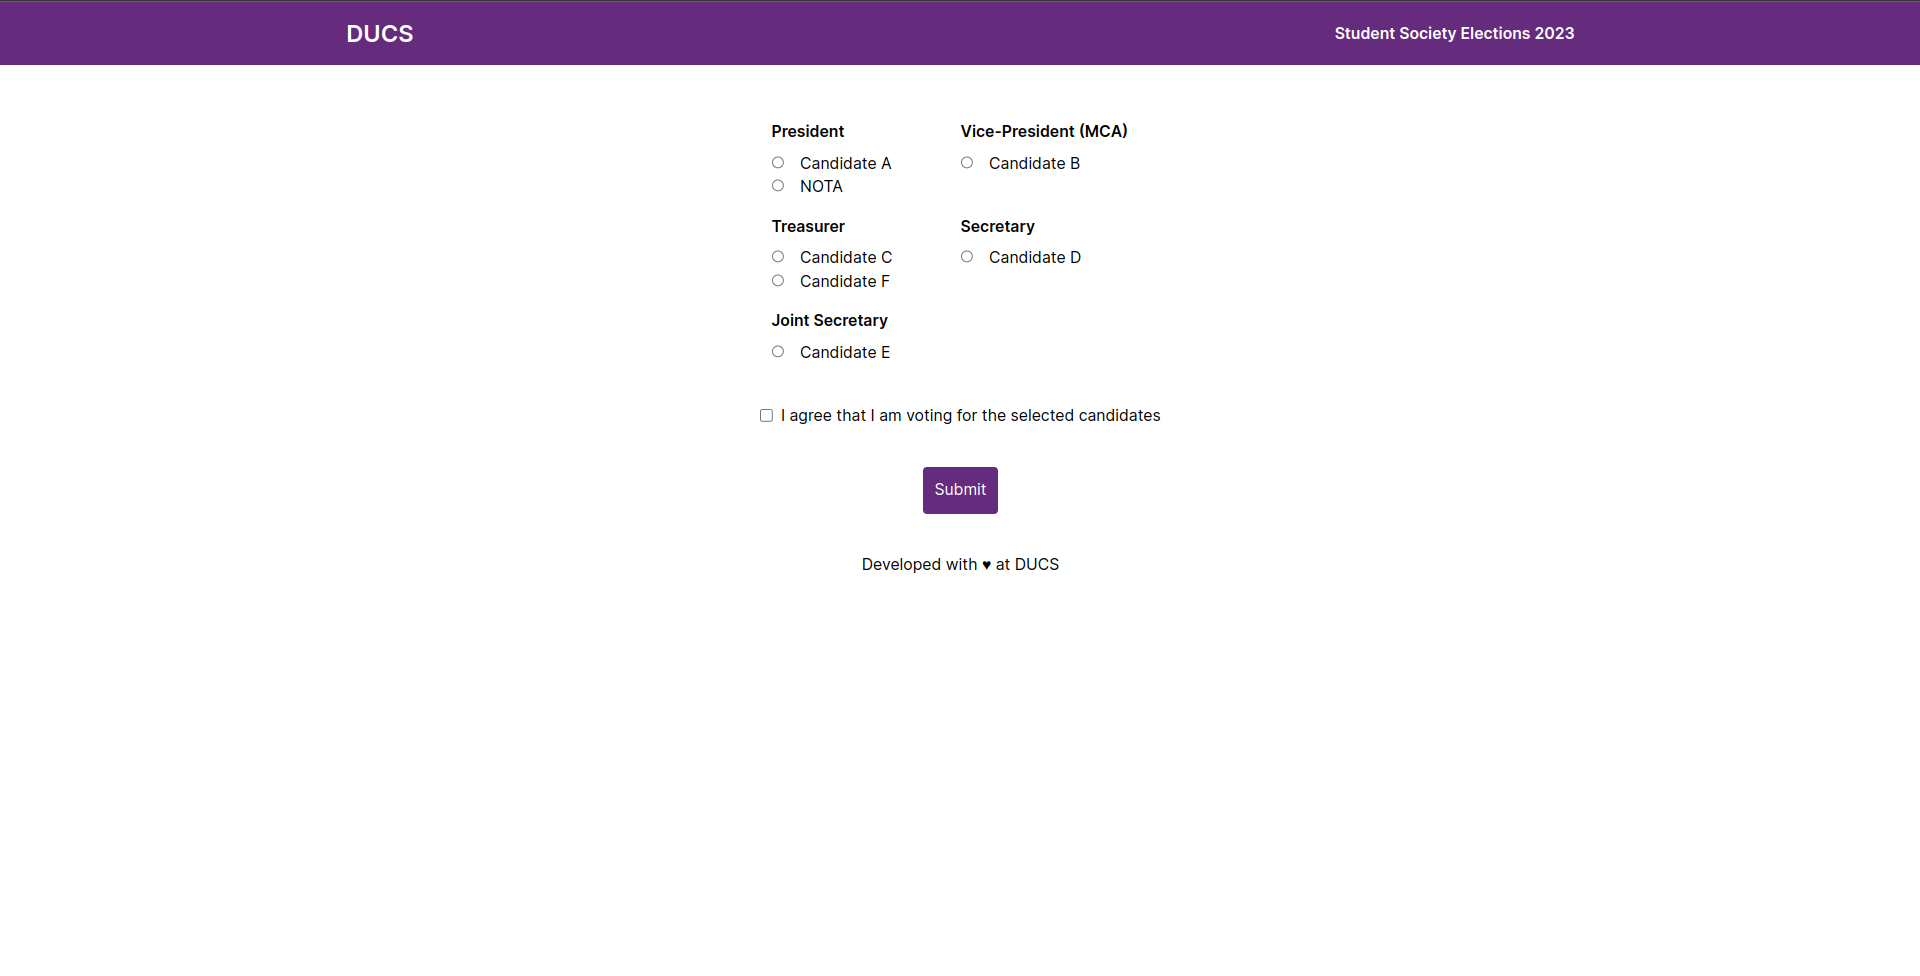 DUCS
Student Society Elections 2023
President
Candidate A
NOTA
Vice-President (MCA)
Candidate B
Treasurer
Candidate C
Candidate F
Secretary
Candidate D
Joint Secretary
Candidate E
I agree that I am voting for the selected candidates
Submit
Developed with ♥ at DUCS